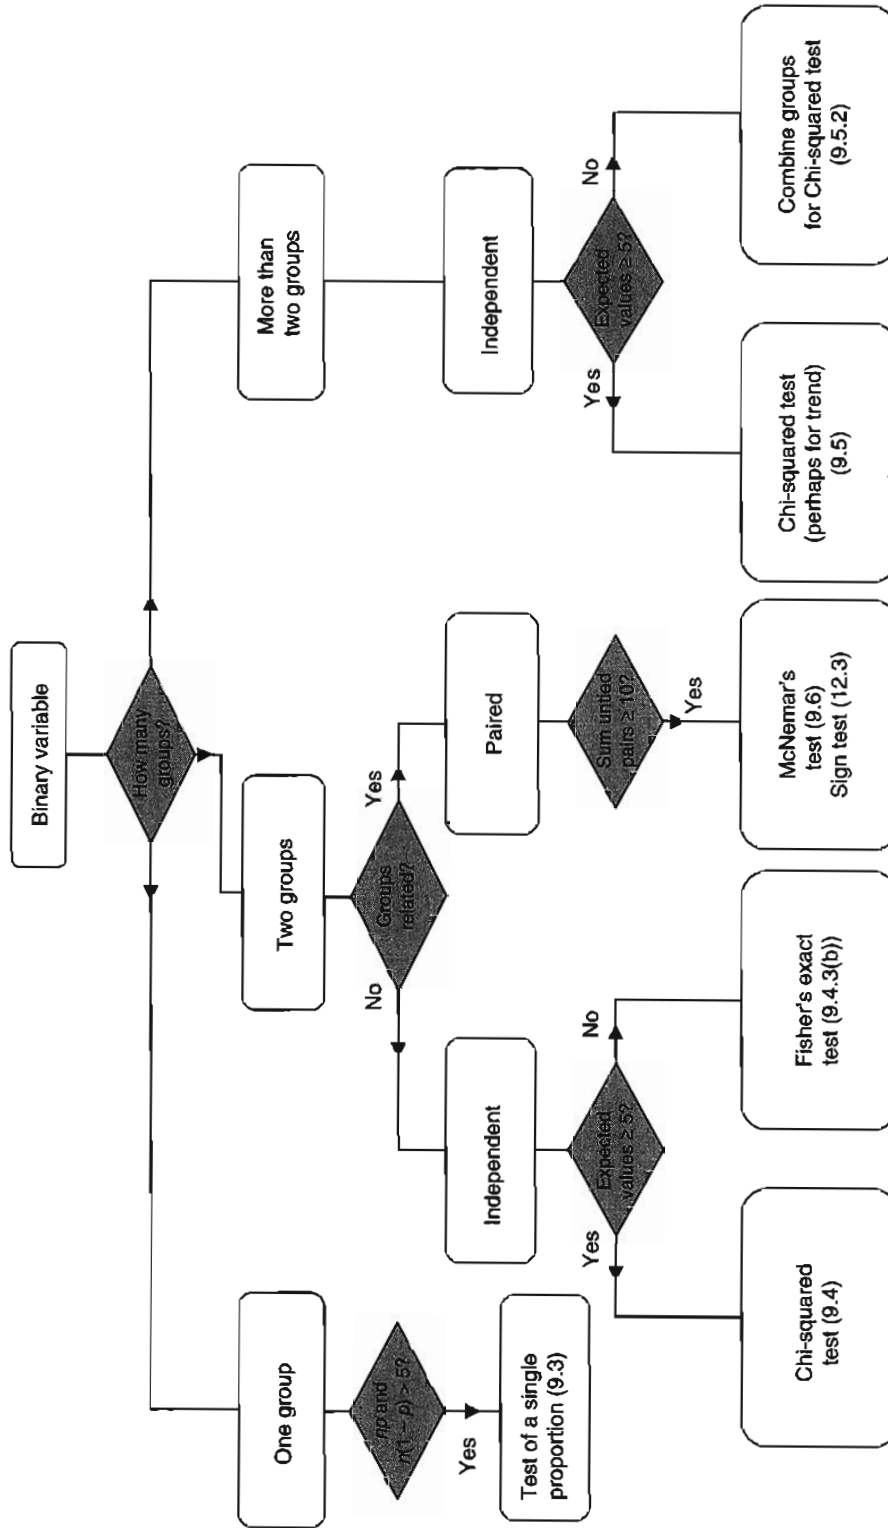 Binary variable
How many
groups?
One group
np and
n(1 − p) > 5?
Yes
Test of a single
proportion (9.3)
Two groups
Groups
related?
No
Yes
Independent
Expected
values ≥ 5?
Yes
No
Chi-squared
test (9.4)
Fisher's exact
test (9.4.3(b))
Paired
Sum untied
pairs ≥ 10?
Yes
McNemar's
test (9.6)
Sign test (12.3)
More than
two groups
Independent
Expected
values ≥ 5?
Yes
No
Chi-squared test
(perhaps for trend)
(9.5)
Combine groups
for Chi-squared test
(9.5.2)